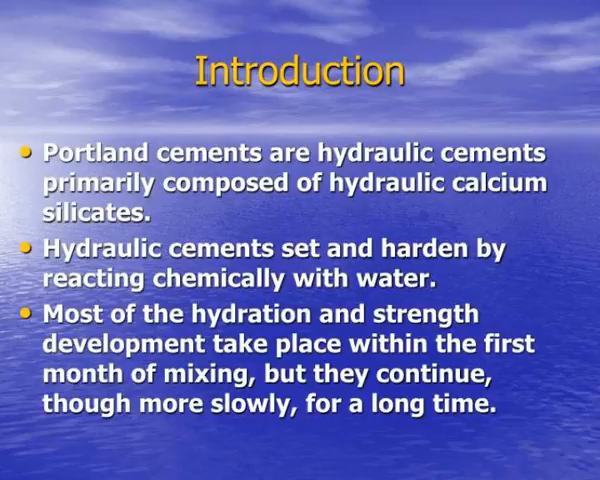 Introduction
• Portland cements are hydraulic cements
primarily composed of hydraulic calcium
silicates.
• Hydraulic cements set and harden by
reacting chemically with water.
• Most of the hydration and strength
development take place within the first
month of mixing, but they continue,
though more slowly, for a long time.